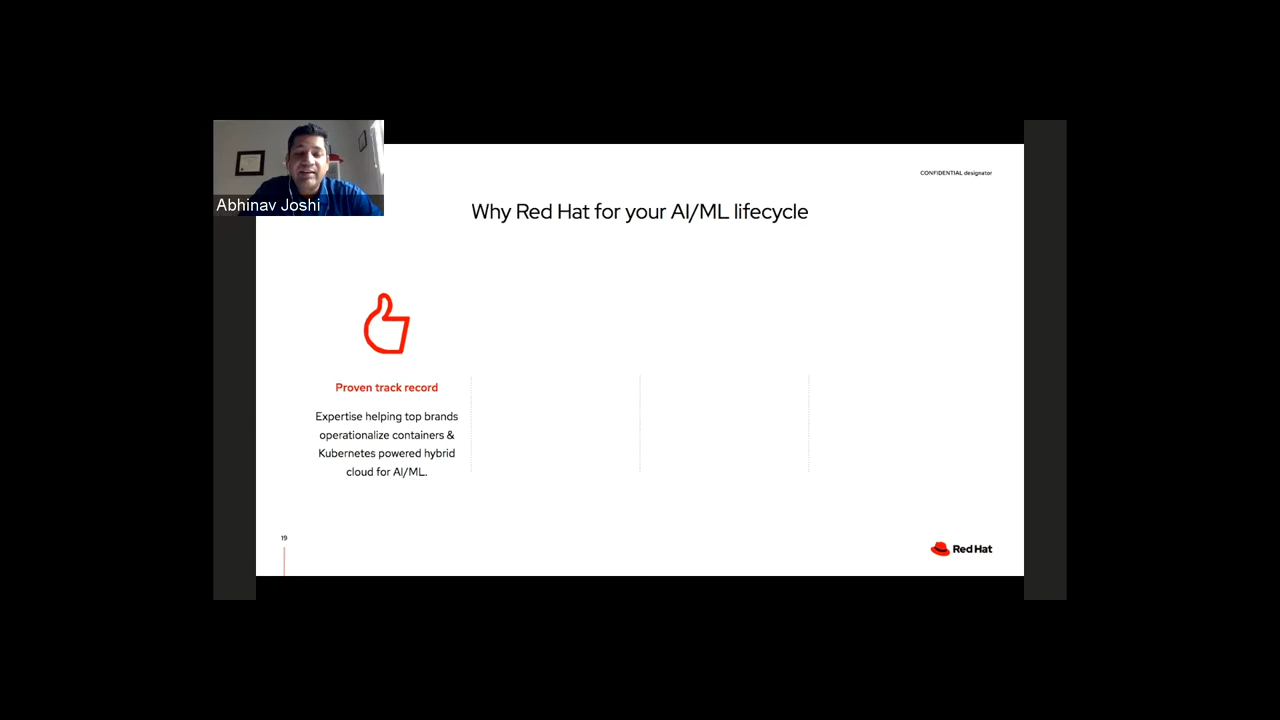 Abhinav Joshi
CONFIDENTIAL designator
Why Red Hat for your AI/ML lifecycle
Proven track record
Expertise helping top brands
operationalize containers &
Kubernetes powered hybrid
cloud for AI/ML.
19
Red Hat